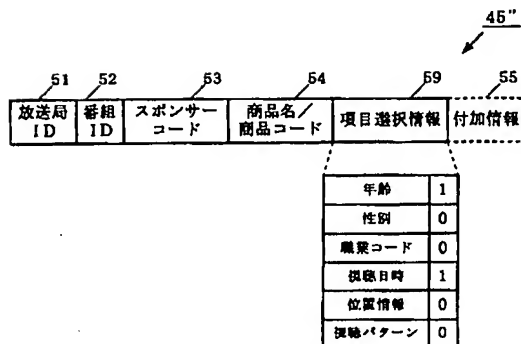 45"
51 52 53 54 59 55
放送局 ID 番組 ID スポンサー コード 商品名/ 商品コード 項目選択情報 付加情報
年齢 1
性別 0
職業コード 0
視聴日時 1
位置情報 0
視聴パターン 0